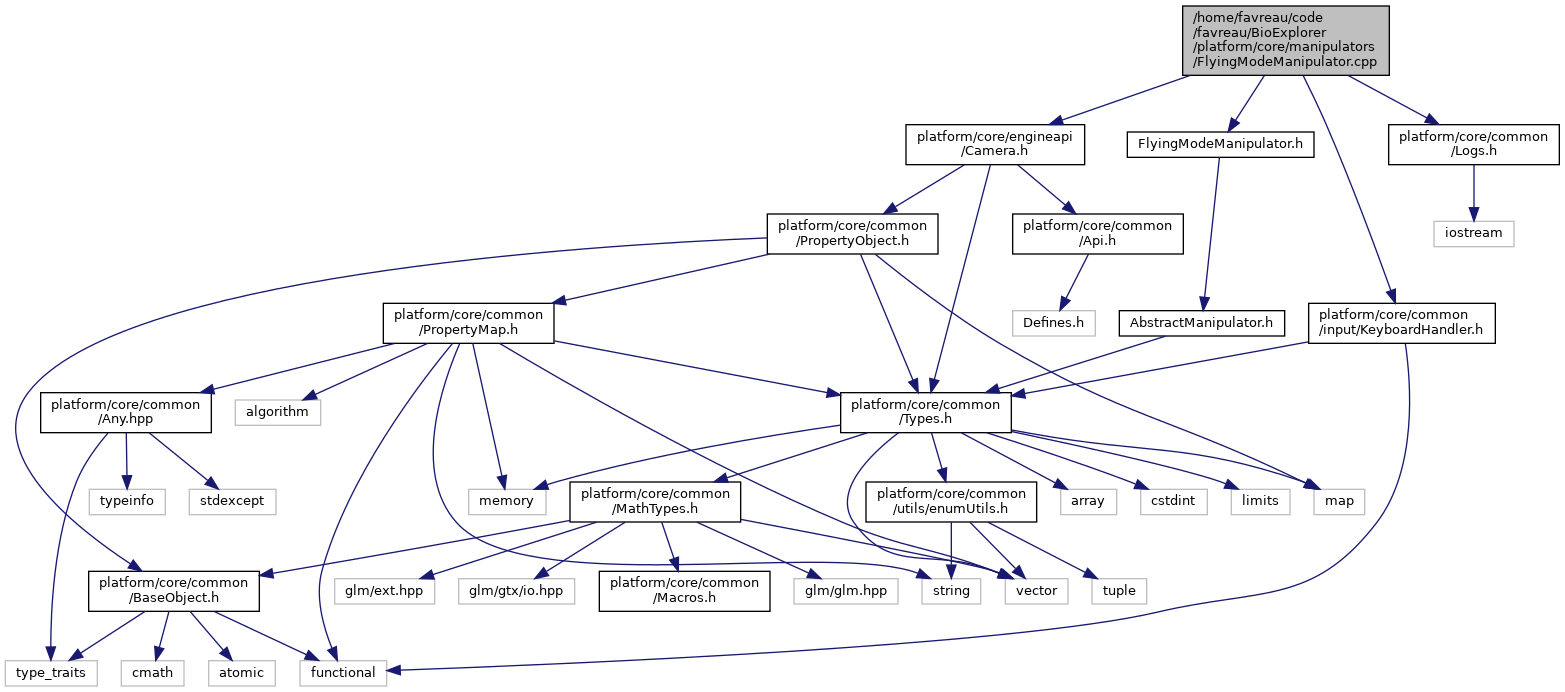 /home/favreau/code
/favreau/BioExplorer
/platform/core/manipulators
/FlyingModeManipulator.cpp
platform/core/engineapi
/Camera.h
FlyingModeManipulator.h
platform/core/common
/Logs.h
platform/core/common
/PropertyObject.h
platform/core/common
/Api.h
iostream
platform/core/common
/PropertyMap.h
Defines.h
AbstractManipulator.h
platform/core/common
/input/KeyboardHandler.h
platform/core/common
/Any.hpp
algorithm
platform/core/common
/Types.h
typeinfo
stdexcept
memory
platform/core/common
/MathTypes.h
platform/core/common
/utils/enumUtils.h
array
cstdint
limits
map
platform/core/common
/BaseObject.h
glm/ext.hpp
glm/gtx/io.hpp
platform/core/common
/Macros.h
glm/glm.hpp
string
vector
tuple
type_traits
cmath
atomic
functional